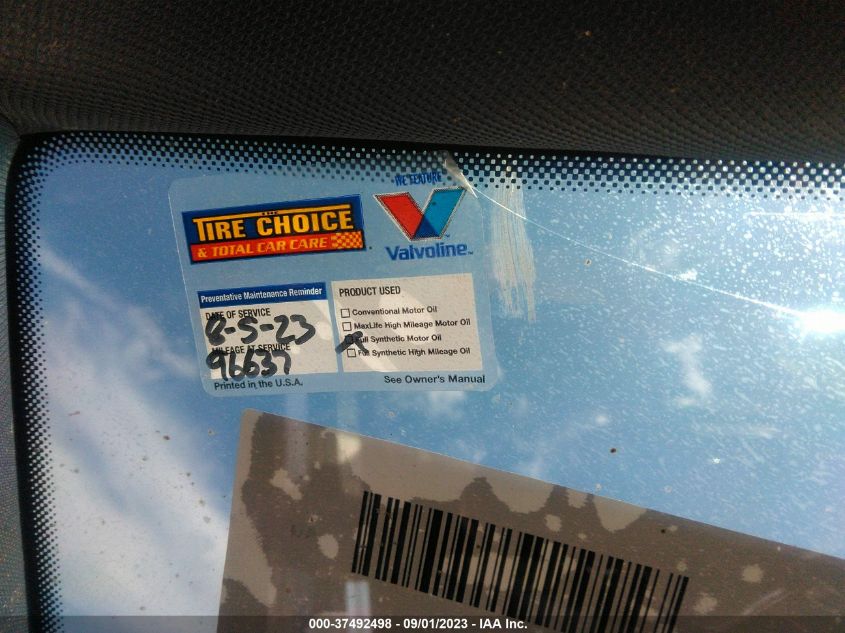 WE FEATURE
THE
TIRE CHOICE
& TOTAL CAR CARE
Valvoline™
Preventative Maintenance Reminder
DATE OF SERVICE
8-5-23
MILEAGE AT SERVICE
96637
Printed in the U.S.A.
PRODUCT USED
Conventional Motor Oil
MaxLife High Mileage Motor Oil
Full Synthetic Motor Oil
Full Synthetic High Mileage Oil
See Owner's Manual
000-37492498 - 09/01/2023 - IAA Inc.